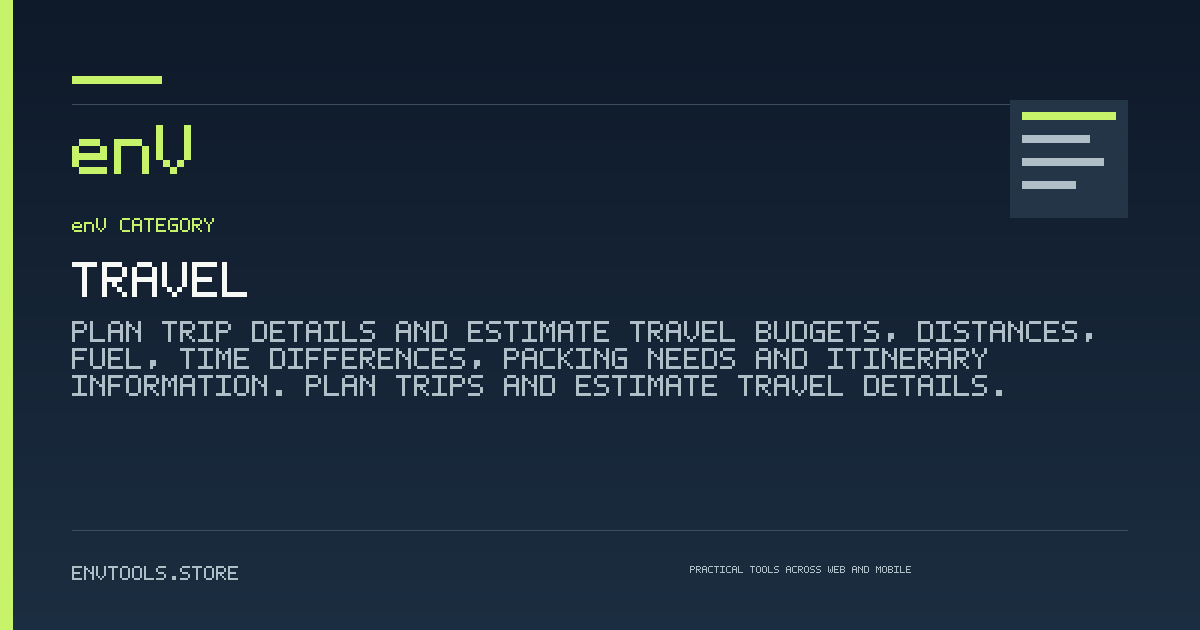 enV
enV CATEGORY
TRAVEL
PLAN TRIP DETAILS AND ESTIMATE TRAVEL BUDGETS, DISTANCES,
FUEL, TIME DIFFERENCES, PACKING NEEDS AND ITINERARY
INFORMATION. PLAN TRIPS AND ESTIMATE TRAVEL DETAILS.
ENVTOOLS.STORE
PRACTICAL TOOLS ACROSS WEB AND MOBILE